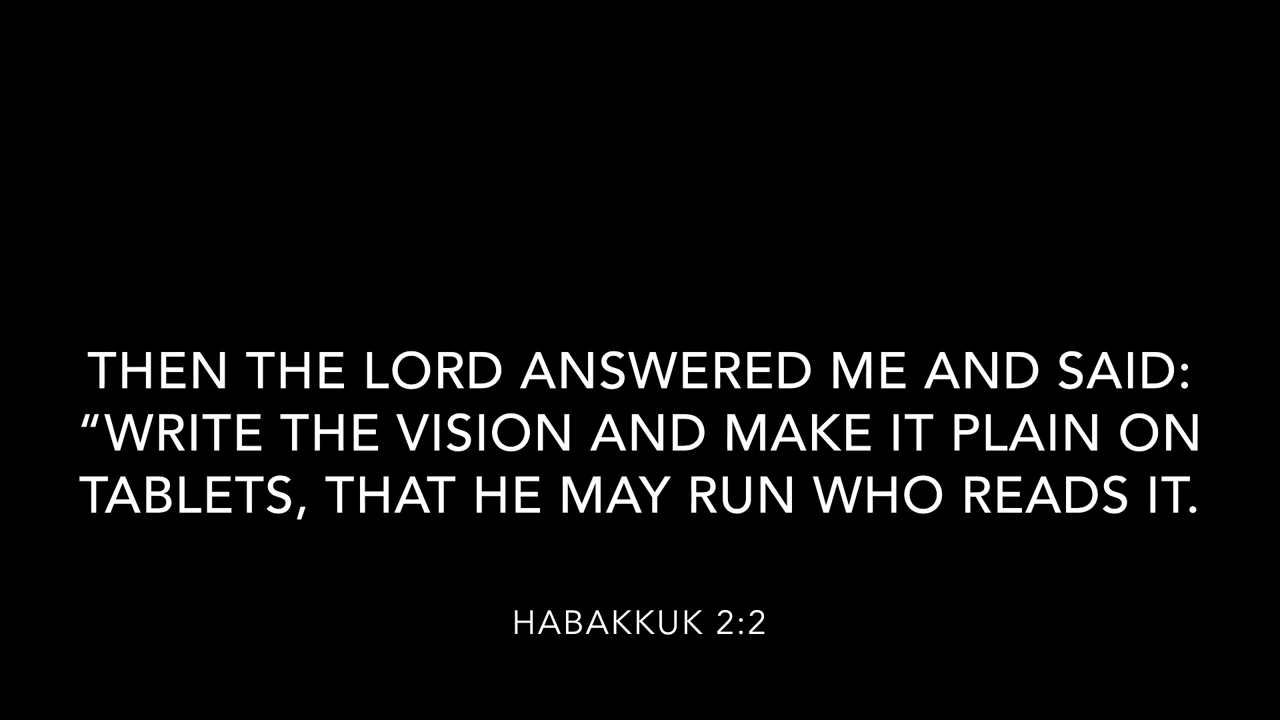 THEN THE LORD ANSWERED ME AND SAID:
“WRITE THE VISION AND MAKE IT PLAIN ON
TABLETS, THAT HE MAY RUN WHO READS IT.
HABAKKUK 2:2